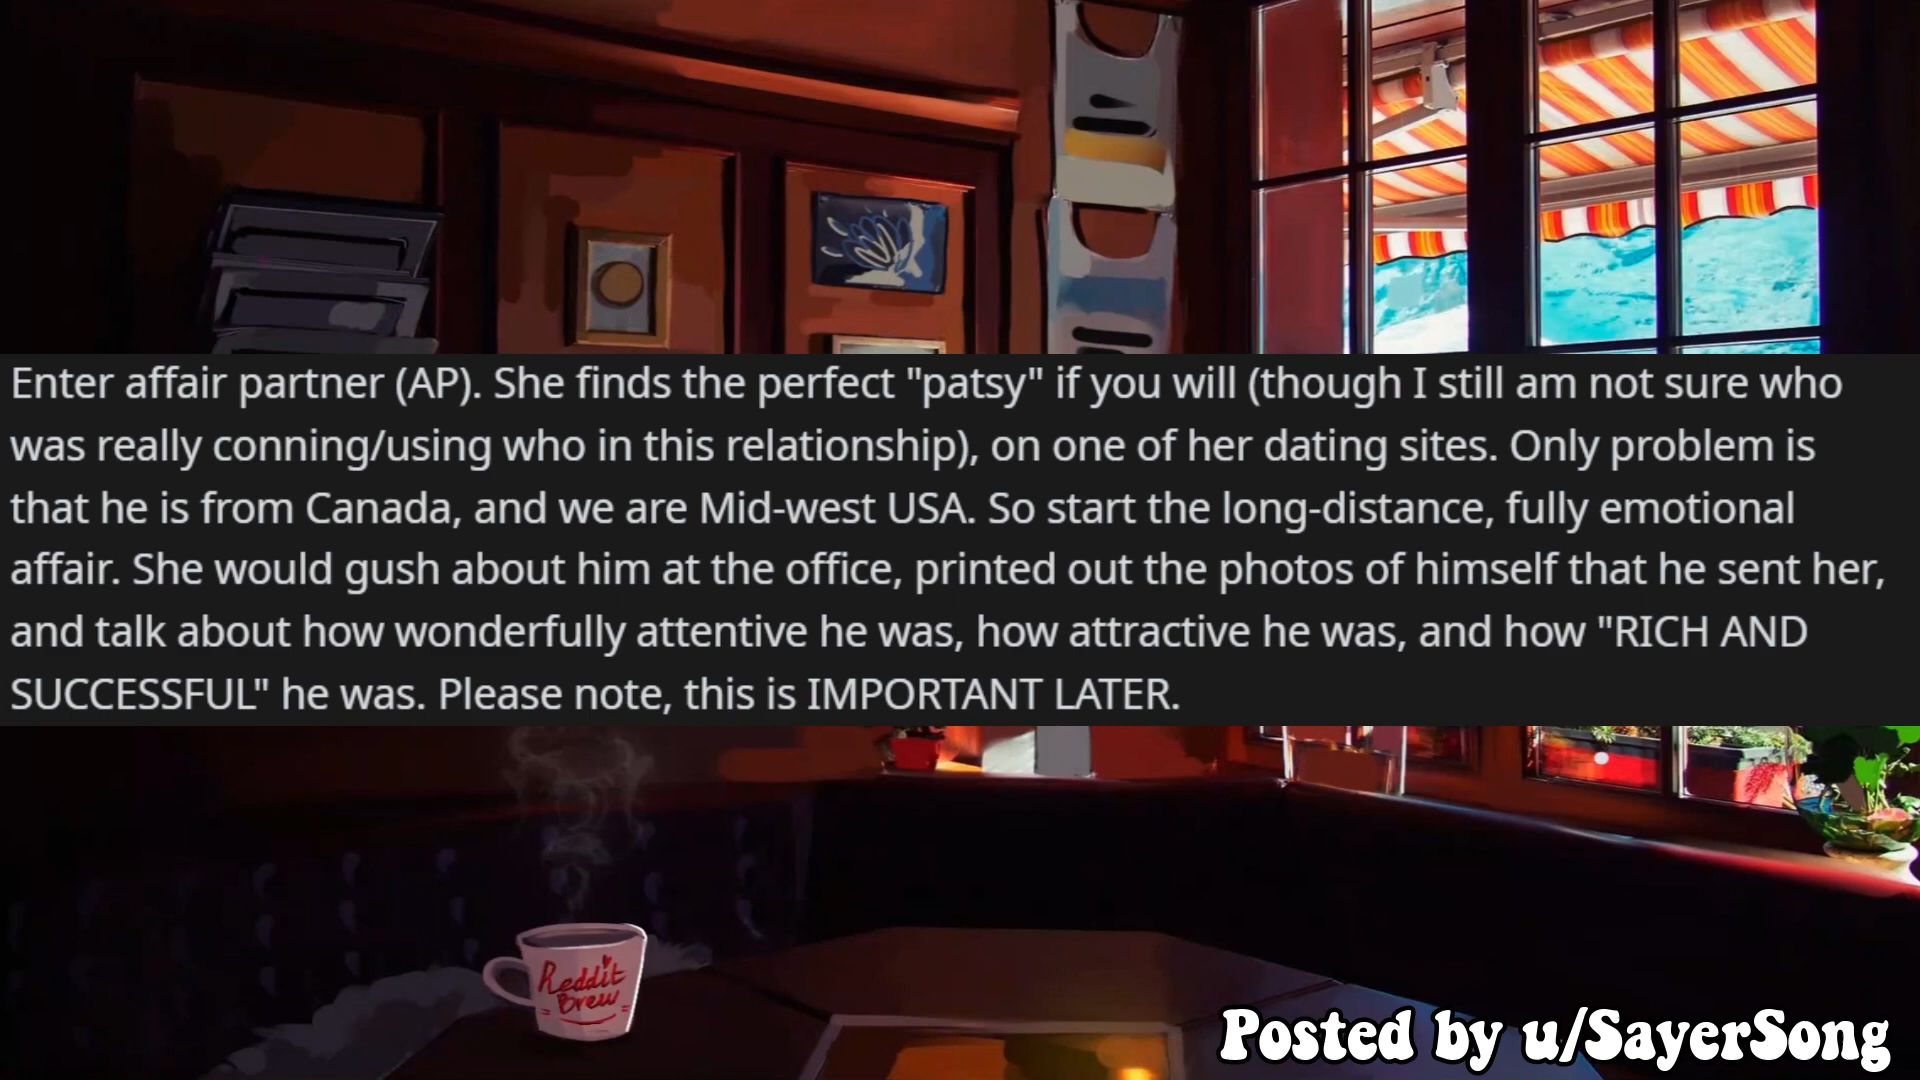 Enter affair partner (AP). She finds the perfect "patsy" if you will (though I still am not sure who
was really conning/using who in this relationship), on one of her dating sites. Only problem is
that he is from Canada, and we are Mid-west USA. So start the long-distance, fully emotional
affair. She would gush about him at the office, printed out the photos of himself that he sent her,
and talk about how wonderfully attentive he was, how attractive he was, and how "RICH AND
SUCCESSFUL" he was. Please note, this is IMPORTANT LATER.
Reddit
Brew
Posted by u/SayerSong